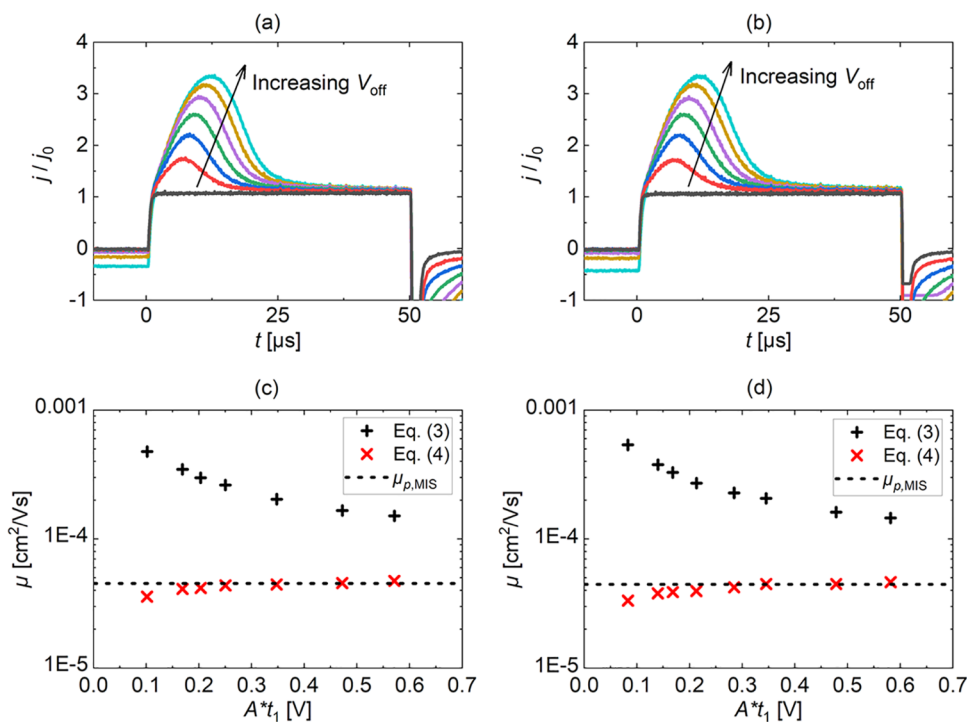 (a)
4
3
2
1
0
-1
j / j0
Increasing Voff
0
25
50
t [µs]
(b)
4
3
2
1
0
-1
j / j0
Increasing Voff
0
25
50
t [µs]
(c)
0.001
1E-4
1E-5
µ [cm²/Vs]
Eq. (3)
Eq. (4)
µp,MIS
0.0 0.1 0.2 0.3 0.4 0.5 0.6 0.7
A*t1 [V]
(d)
0.001
1E-4
1E-5
µ [cm²/Vs]
Eq. (3)
Eq. (4)
µp,MIS
0.0 0.1 0.2 0.3 0.4 0.5 0.6 0.7
A*t1 [V]